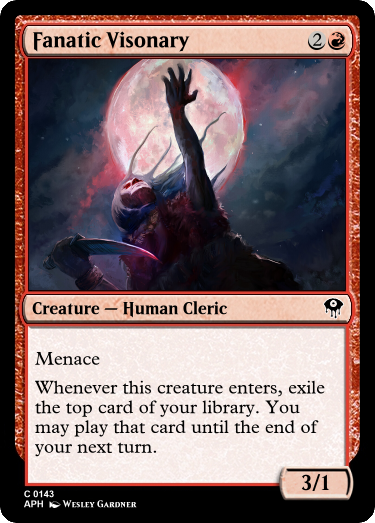 Fanatic Visonary 2
Creature — Human Cleric
Menace
Whenever this creature enters, exile
the top card of your library. You
may play that card until the end of
your next turn.
3/1
C 0143
APH Wesley Gardner